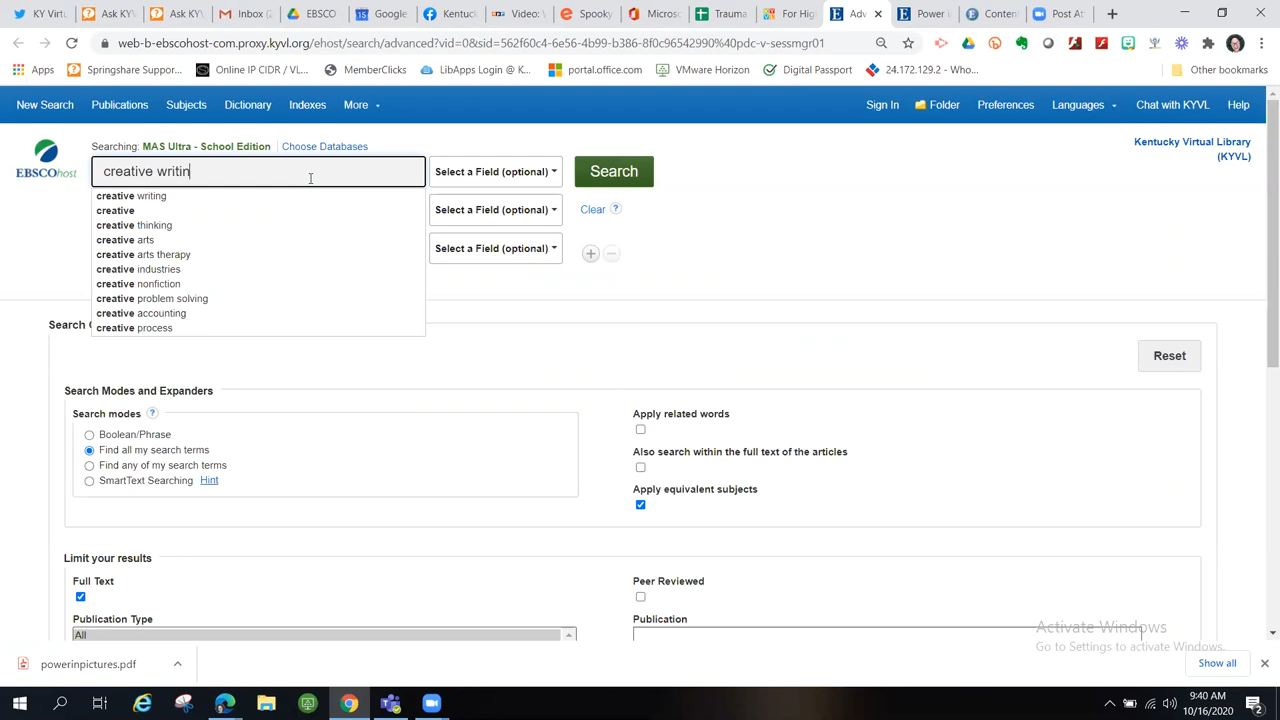 KY Virtu
Ask KY
Ask KY
Inbox (
EBSCO
Google
Kentuck
Video: V
Spooky
Microsc
Trauma
For High
Adv
Power i
Conten
Post Att
web-b-ebscohost-com.proxy.kyvl.org/ehost/search/advanced?vid=0&sid=562f60c4-6e56-4b99-b386-8f0c96542990%40pdc-v-sessmgr01
Apps
Springshare Suppor...
Online IP CIDR / VL...
MemberClicks
LibApps Login @ K...
portal.office.com
VMware Horizon
Digital Passport
24.172.129.2 - Who...
Other bookmarks
New Search Publications Subjects Dictionary Indexes More
Sign In Folder Preferences Languages Chat with KYVL Help
EBSCOhost
Searching: MAS Ultra - School Edition Choose Databases
Kentucky Virtual Library
(KYVL)
creative writin
Select a Field (optional)
Search
creative writing
creative
Select a Field (optional)
Clear ?
creative thinking
creative arts
Select a Field (optional)
creative arts therapy
creative industries
creative nonfiction
creative problem solving
creative accounting
creative process
Search
Reset
Search Modes and Expanders
Search modes ?
Boolean/Phrase
Find all my search terms
Find any of my search terms
SmartText Searching Hint
Apply related words
Also search within the full text of the articles
Apply equivalent subjects
Limit your results
Full Text
Peer Reviewed
Publication Type
All
Publication
Activate Windows
Go to Settings to activate Windows.
powerinpictures.pdf
Show all
9:40 AM
10/16/2020
2